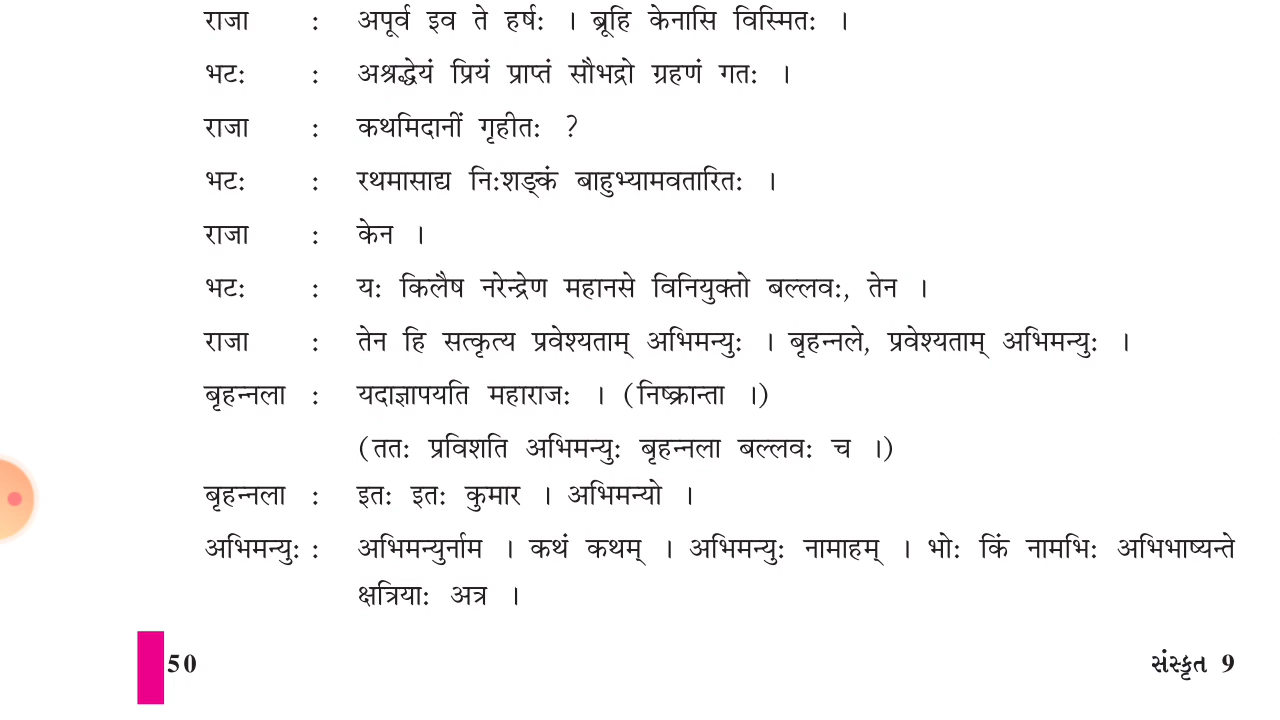 राजा : अपूर्व इव ते हर्षः । ब्रूहि केनासि विस्मितः ।
भटः : अश्रद्धेयं प्रियं प्राप्तं सौभद्रो ग्रहणं गतः ।
राजा : कथमिदानीं गृहीतः ?
भटः : रथमासाद्य निःशङ्कं बाहुभ्यामवतारितः ।
राजा : केन ।
भटः : यः किलैष नरेन्द्रेण महानसे विनियुक्तो बल्लवः, तेन ।
राजा : तेन हि सत्कृत्य प्रवेश्यताम् अभिमन्युः । बृहन्नले, प्रवेश्यताम् अभिमन्युः ।
बृहन्नला : यदाज्ञापयति महाराजः । (निष्क्रान्ता ।)
(ततः प्रविशति अभिमन्युः बृहन्नला बल्लवः च ।)
बृहन्नला : इतः इतः कुमार । अभिमन्यो ।
अभिमन्युः : अभिमन्युर्नाम । कथं कथम् । अभिमन्युः नामाहम् । भोः किं नामभिः अभिभाष्यन्ते
क्षत्रियाः अत्र ।
50 સંસ્કૃત 9